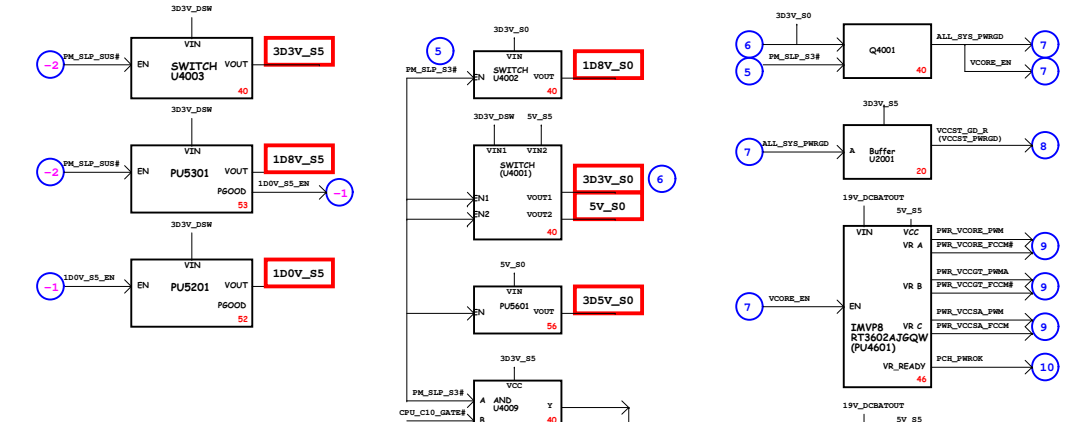 3D3V_DSW
VIN
-2
PM_SLP_SUS#
EN
SWITCH
U4003
VOUT
3D3V_S5
40
3D3V_DSW
VIN
-2
PM_SLP_SUS#
EN
PU5301
VOUT
1D8V_S5
PGOOD
1D0V_S5_EN
-1
53
3D3V_DSW
VIN
-1
1D0V_S5_EN
EN
PU5201
VOUT
1D0V_S5
PGOOD
52
3D3V_S0
5
VIN
PM_SLP_S3#
EN
SWITCH
U4002
VOUT
1D8V_S0
40
3D3V_DSW
5V_S5
VIN1
VIN2
SWITCH
(U4001)
EN1
VOUT1
3D3V_S0
6
EN2
VOUT2
5V_S0
40
5V_S0
VIN
EN
PU5601
VOUT
3D5V_S0
56
3D3V_S5
VCC
PM_SLP_S3#
A
AND
U4009
Y
CPU_C10_GATE#
B
40
3D3V_S0
6
5
PM_SLP_S3#
Q4001
ALL_SYS_PWRGD
7
VCORE_EN
7
40
3D3V_S5
7
ALL_SYS_PWRGD
A
Buffer
U2001
VCCST_GD_R
(VCCST_PWRGD)
8
20
19V_DCBATOUT
5V_S5
VIN
VCC
VR A
PWR_VCORE_PWM
PWR_VCORE_FCCM#
9
VR B
PWR_VCCGT_PWMA
PWR_VCCGT_FCCM#
9
7
VCORE_EN
EN
IMVP8
RT3602AJGQW
(PU4601)
VR C
PWR_VCCSA_PWM
PWR_VCCSA_FCCM
9
VR_READY
PCH_PWROK
10
46
19V_DCBATOUT
5V_S5